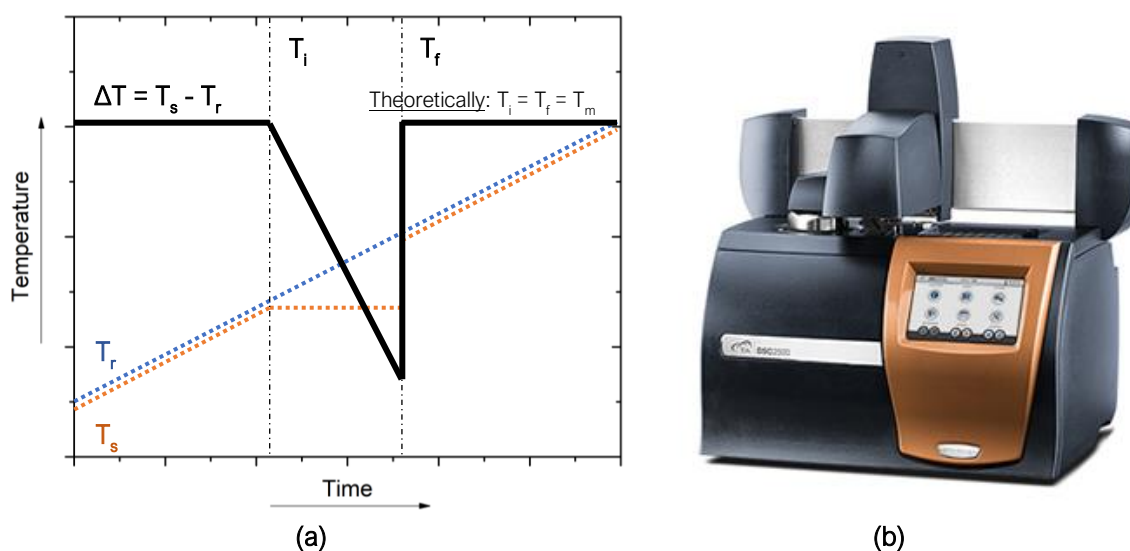 Tᵢ
T_f
ΔT = Tₛ - Tᵣ
Theoretically: Tᵢ = T_f = Tₘ
Temperature
Tᵣ
Tₛ
Time
DSC2500
(a)
(b)